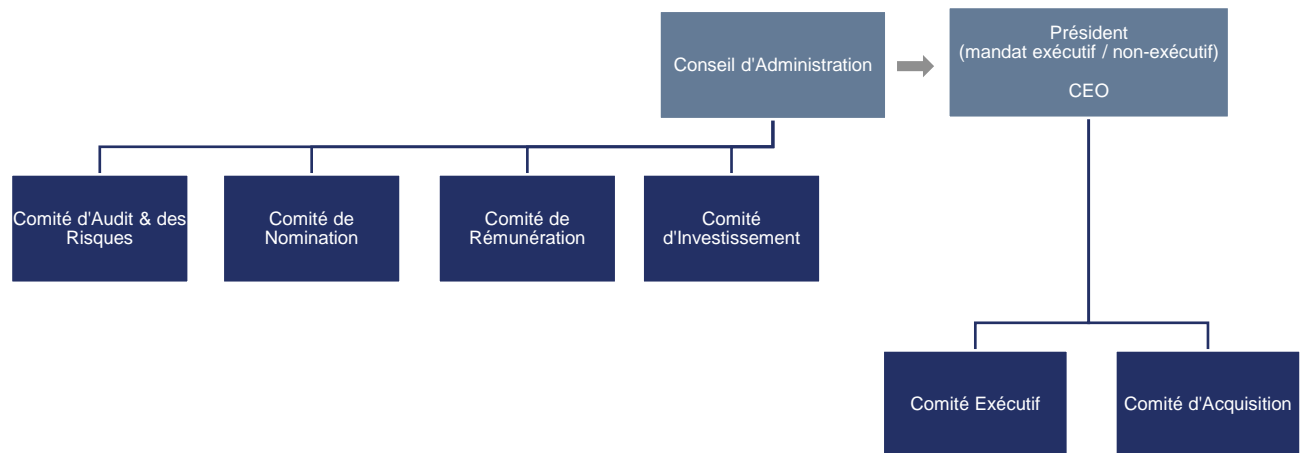 Conseil d'Administration
Président
(mandat exécutif / non-exécutif)
CEO
Comité d'Audit & des
Risques
Comité de
Nomination
Comité de
Rémunération
Comité
d'Investissement
Comité Exécutif
Comité d'Acquisition